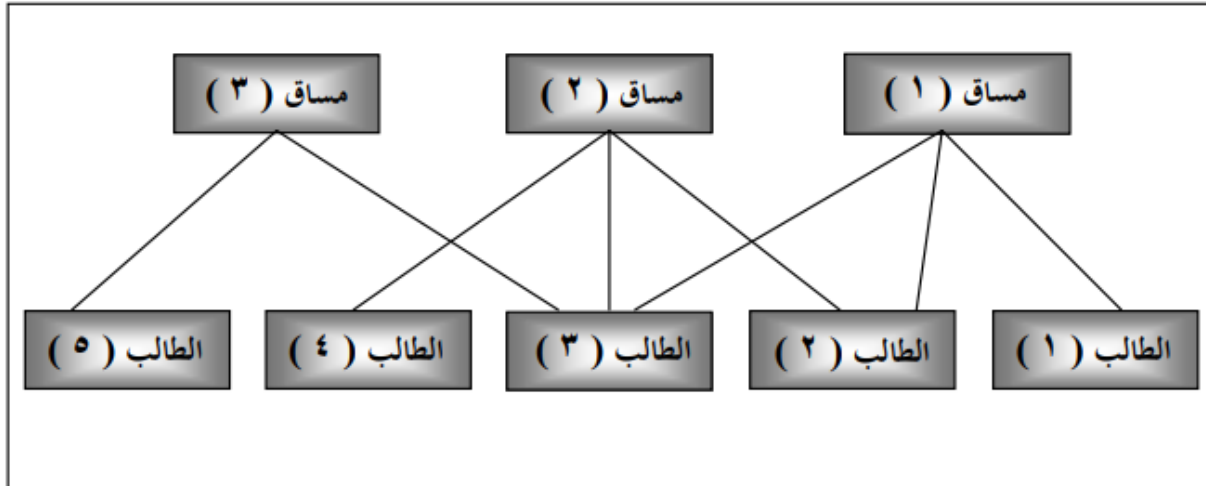 مساق ( ١ )
مساق ( ٢ )
مساق ( ٣ )
الطالب ( ١ )
الطالب ( ٢ )
الطالب ( ٣ )
الطالب ( ٤ )
الطالب ( ٥ )